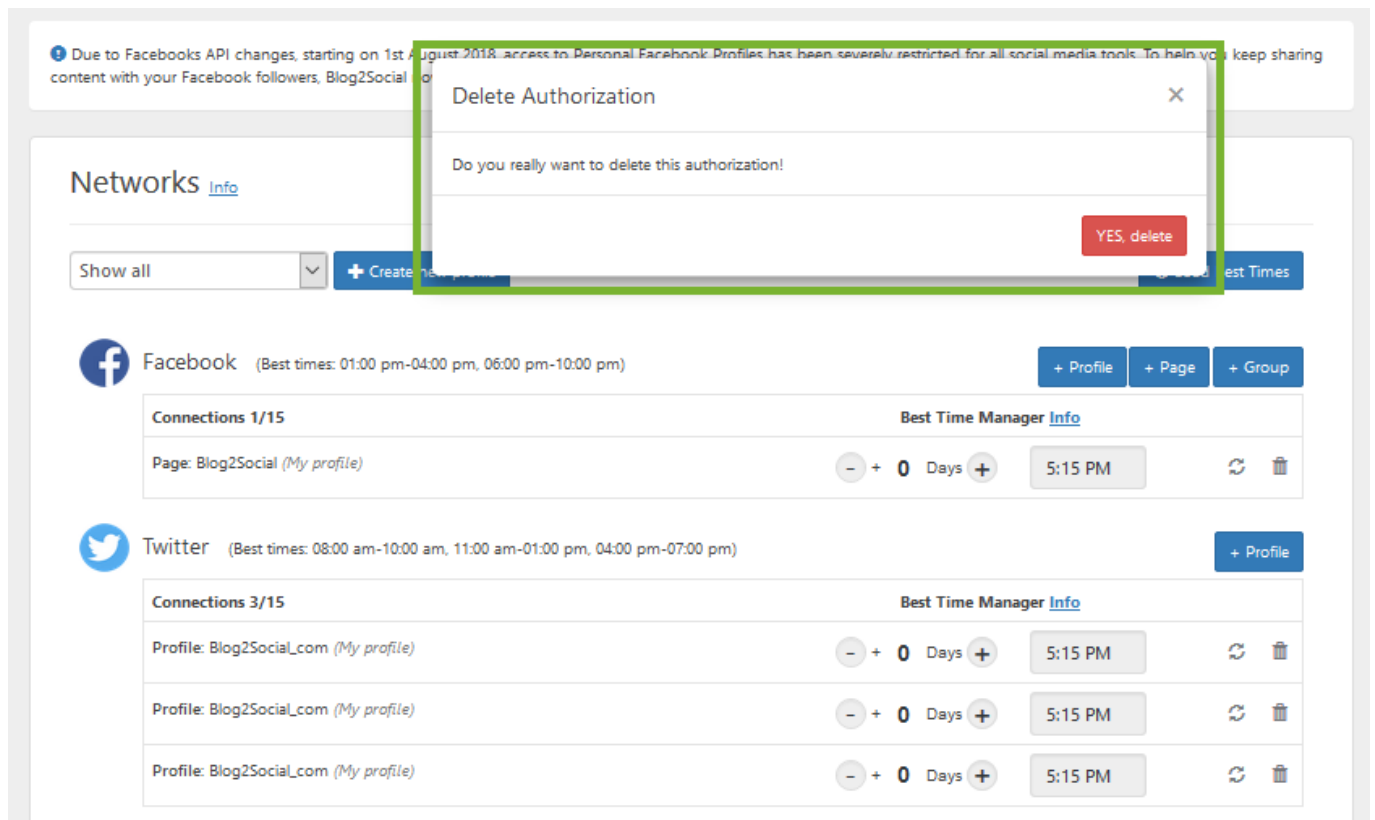 Due to Facebooks API changes, starting on 1st August 2018, access to Personal Facebook Profiles has been severely restricted for all social media tools. To help you keep sharing
content with your Facebook followers, Blog2Social
Delete Authorization ×
Do you really want to delete this authorization!
YES, delete
Networks Info
Show all + Create new profile Best Times
Facebook (Best times: 01:00 pm-04:00 pm, 06:00 pm-10:00 pm) + Profile + Page + Group
Connections 1/15 Best Time Manager Info
Page: Blog2Social (My profile) - + 0 Days + 5:15 PM
Twitter (Best times: 08:00 am-10:00 am, 11:00 am-01:00 pm, 04:00 pm-07:00 pm) + Profile
Connections 3/15 Best Time Manager Info
Profile: Blog2Social_com (My profile) - + 0 Days + 5:15 PM
Profile: Blog2Social_com (My profile) - + 0 Days + 5:15 PM
Profile: Blog2Social_com (My profile) - + 0 Days + 5:15 PM